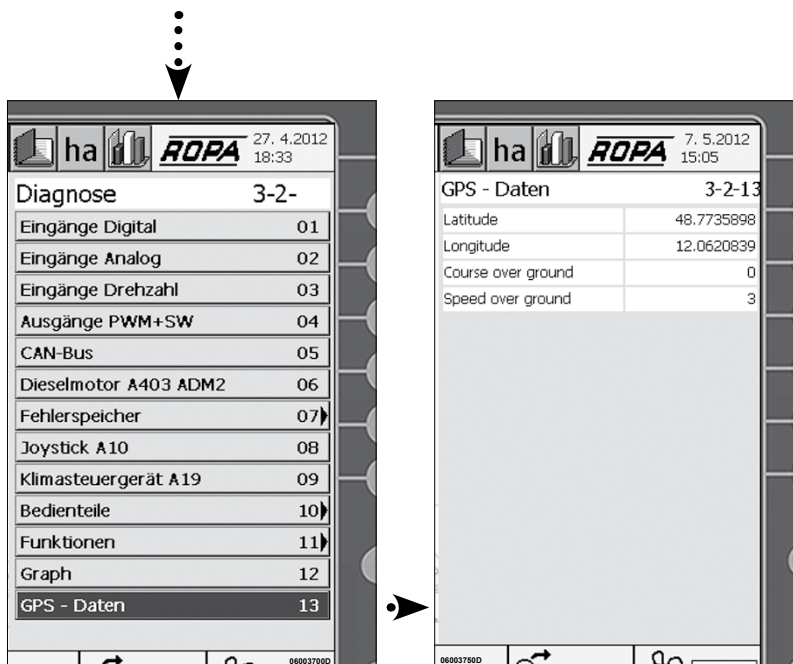 ha ROPA 27. 4.2012
18:33
Diagnose 3-2-
Eingänge Digital 01
Eingänge Analog 02
Eingänge Drehzahl 03
Ausgänge PWM+SW 04
CAN-Bus 05
Dieselmotor A403 ADM2 06
Fehlerspeicher 07
Joystick A10 08
Klimasteuergerät A19 09
Bedienteile 10
Funktionen 11
Graph 12
GPS - Daten 13
06003700D
ha ROPA 7. 5.2012
15:05
GPS - Daten 3-2-13
Latitude 48.7735898
Longitude 12.0620839
Course over ground 0
Speed over ground 3
06003750D